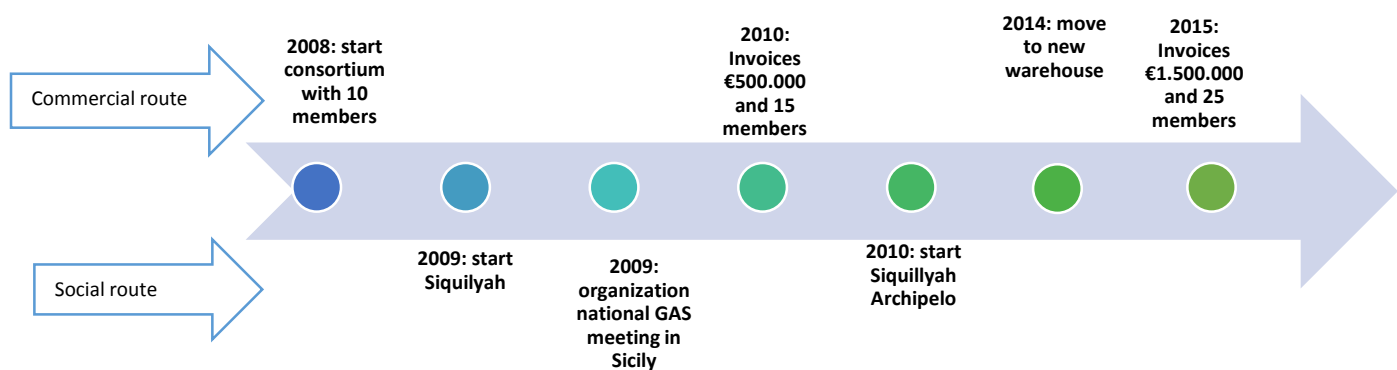 Commercial route
2008: start
consortium
with 10
members
2010:
Invoices
€500.000
and 15
members
2014: move
to new
warehouse
2015:
Invoices
€1.500.000
and 25
members
Social route
2009: start
Siquilyah
2009:
organization
national GAS
meeting in
Sicily
2010: start
Siquillyah
Archipelo